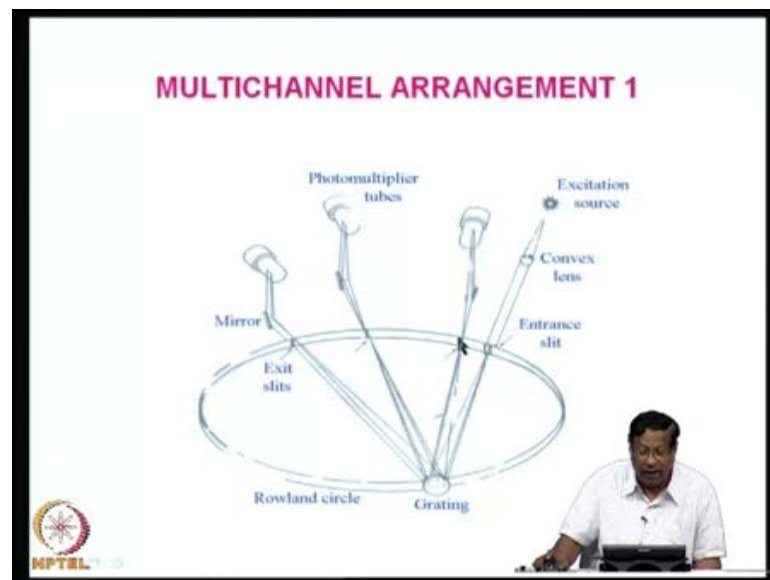 MULTICHANNEL ARRANGEMENT 1
Photomultiplier
tubes
Excitation
source
Convex
lens
Mirror
Entrance
slit
Exit
slits
Rowland circle
Grating
NPTEL